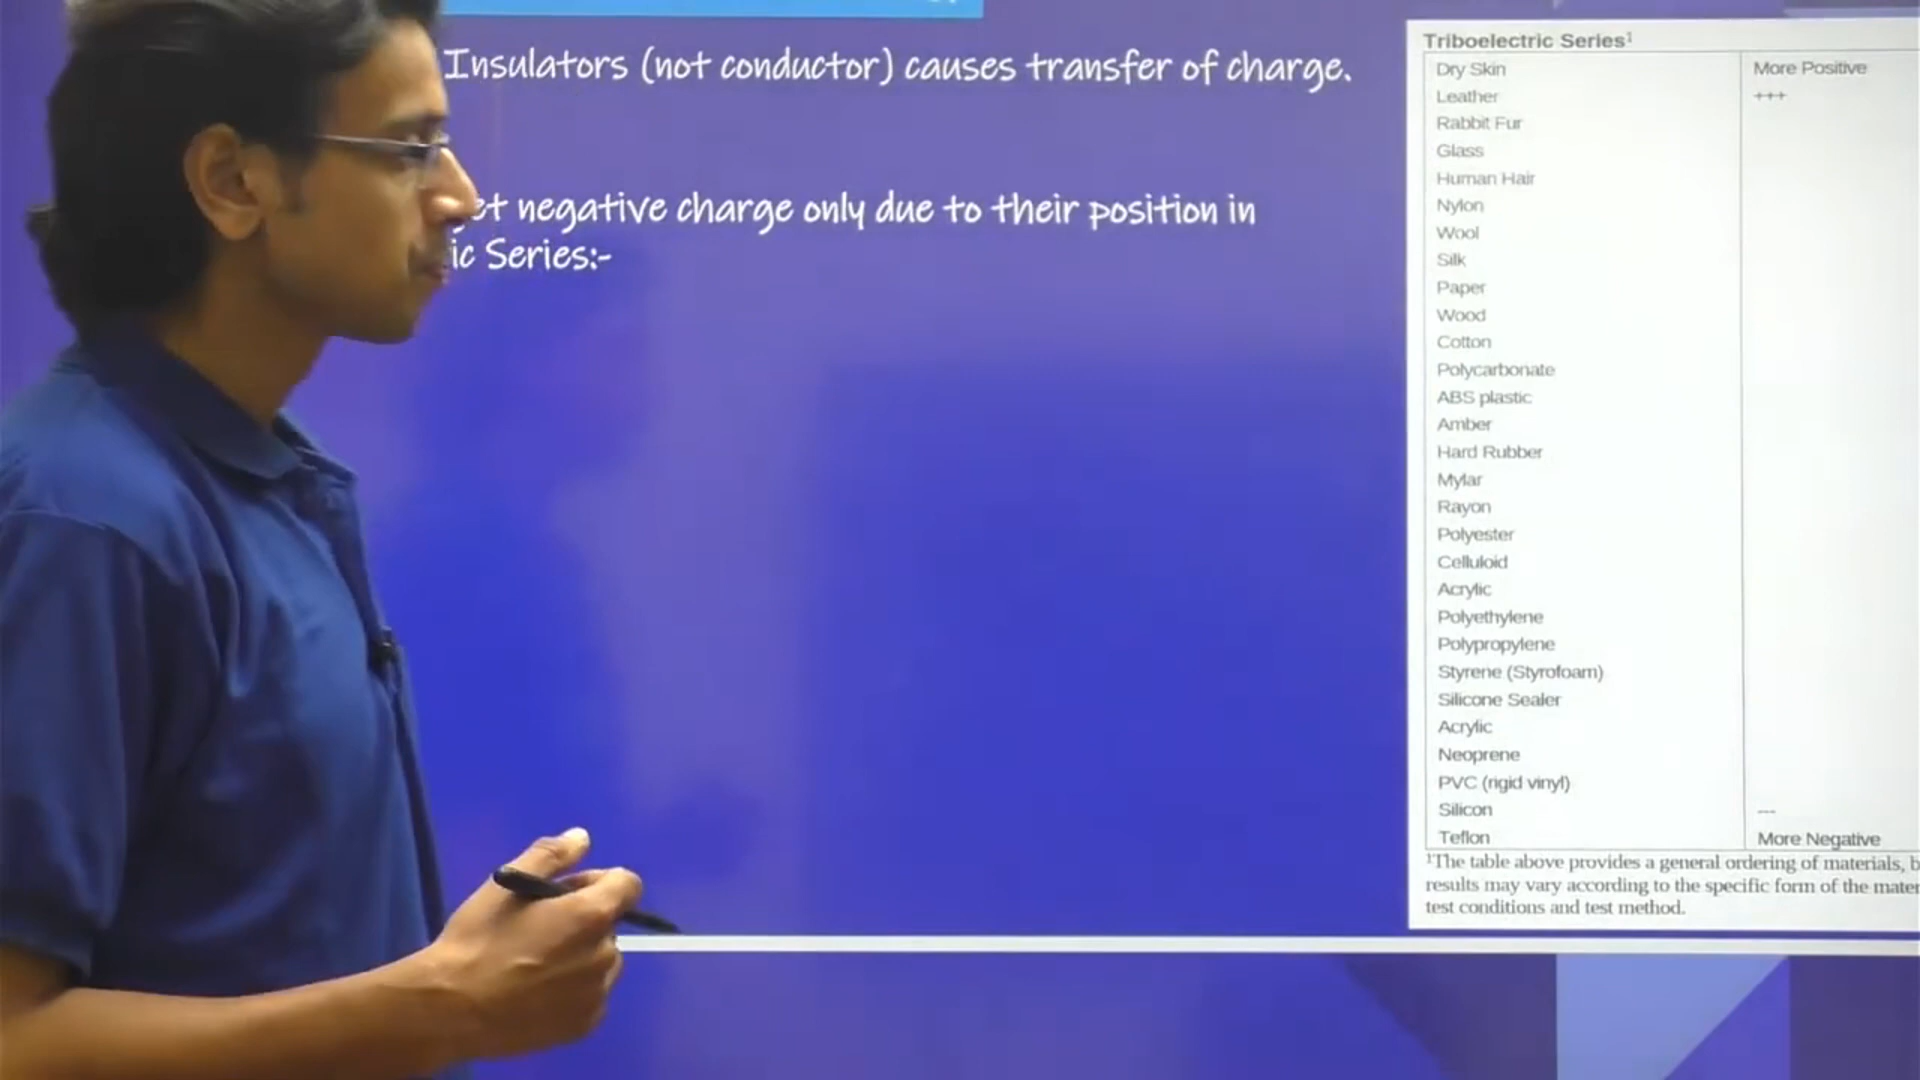 Insulators (not conductor) causes transfer of charge.
negative charge only due to their position in
Series:-
Triboelectric Series¹
Dry Skin More Positive
Leather +++
Rabbit Fur
Glass
Human Hair
Nylon
Wool
Silk
Paper
Wood
Cotton
Polycarbonate
ABS plastic
Amber
Hard Rubber
Mylar
Rayon
Polyester
Celluloid
Acrylic
Polyethylene
Polypropylene
Styrene (Styrofoam)
Silicone Sealer
Acrylic
Neoprene
PVC (rigid vinyl)
Silicon ---
Teflon More Negative
¹The table above provides a general ordering of materials,
results may vary according to the specific form of the
test conditions and test method.